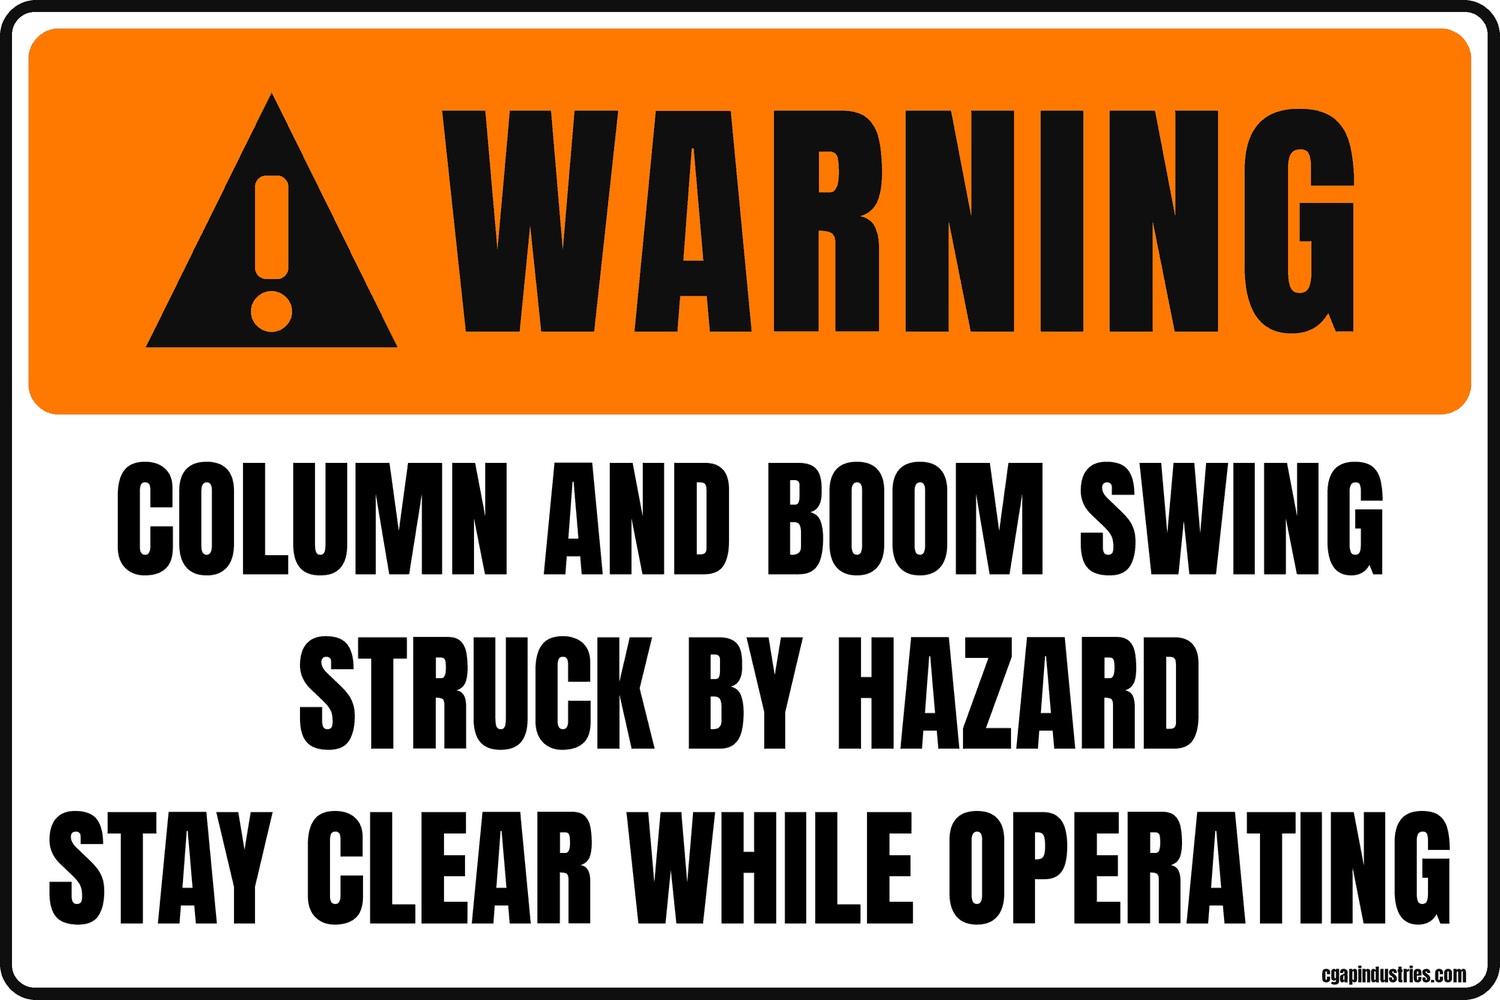 WARNING
COLUMN AND BOOM SWING
STRUCK BY HAZARD
STAY CLEAR WHILE OPERATING
cgapindustries.com